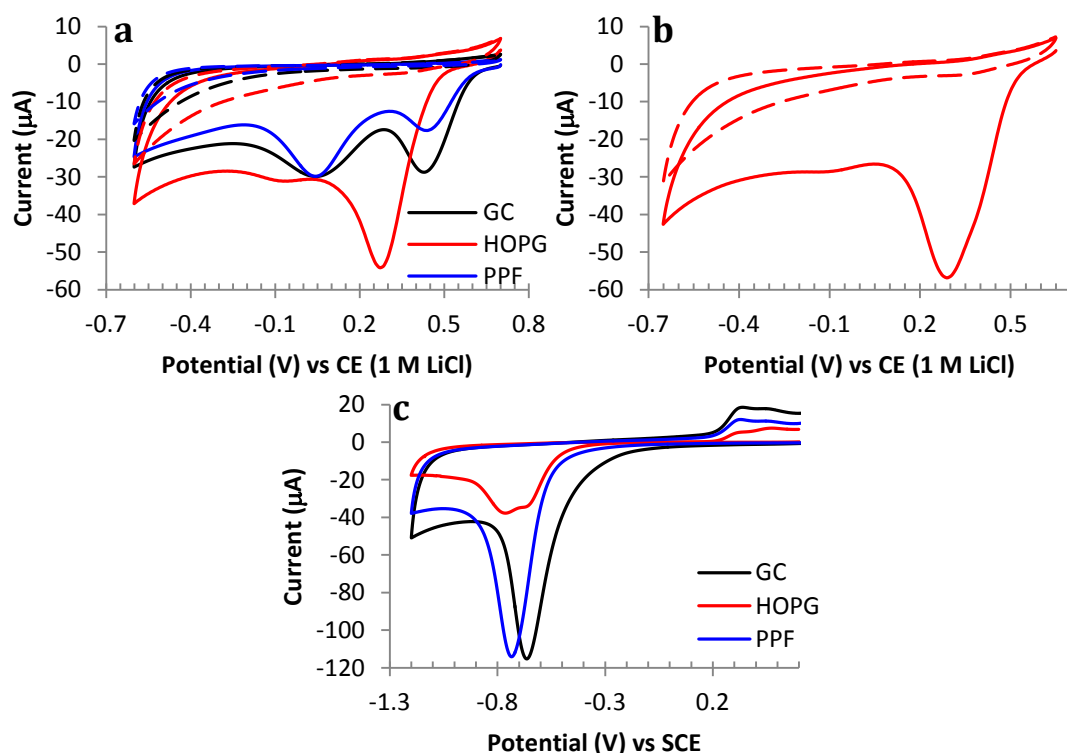 a
10
0
-10
-20
-30
-40
-50
-60
Current (µA)
-0.7
-0.4
-0.1
0.2
0.5
0.8
Potential (V) vs CE (1 M LiCl)
GC
HOPG
PPF
b
10
0
-10
-20
-30
-40
-50
-60
Current (µA)
-0.7
-0.4
-0.1
0.2
0.5
Potential (V) vs CE (1 M LiCl)
c
20
0
-20
-40
-60
-80
-100
-120
Current (µA)
-1.3
-0.8
-0.3
0.2
Potential (V) vs SCE
GC
HOPG
PPF